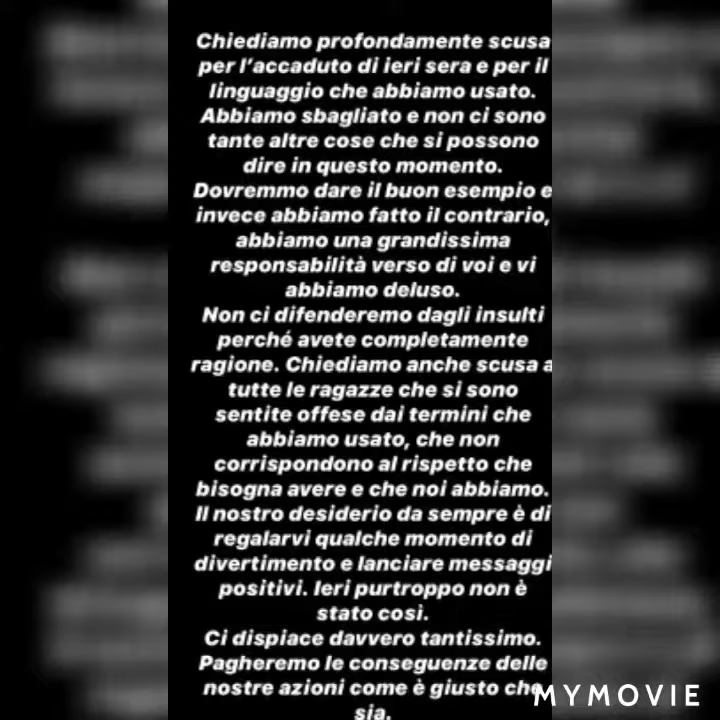 Chiediamo profondamente scusa
per l'accaduto di ieri sera e per il
linguaggio che abbiamo usato.
Abbiamo sbagliato e non ci sono
tante altre cose che si possono
dire in questo momento.
Dovremmo dare il buon esempio e
invece abbiamo fatto il contrario,
abbiamo una grandissima
responsabilità verso di voi e vi
abbiamo deluso.
Non ci difenderemo dagli insulti
perché avete completamente
ragione. Chiediamo anche scusa a
tutte le ragazze che si sono
sentite offese dai termini che
abbiamo usato, che non
corrispondono al rispetto che
bisogna avere e che noi abbiamo.
Il nostro desiderio da sempre è di
regalarvi qualche momento di
divertimento e lanciare messaggi
positivi. Ieri purtroppo non è
stato così.
Ci dispiace davvero tantissimo.
Pagheremo le conseguenze delle
nostre azioni come è giusto che
sia.
MYMOVIE